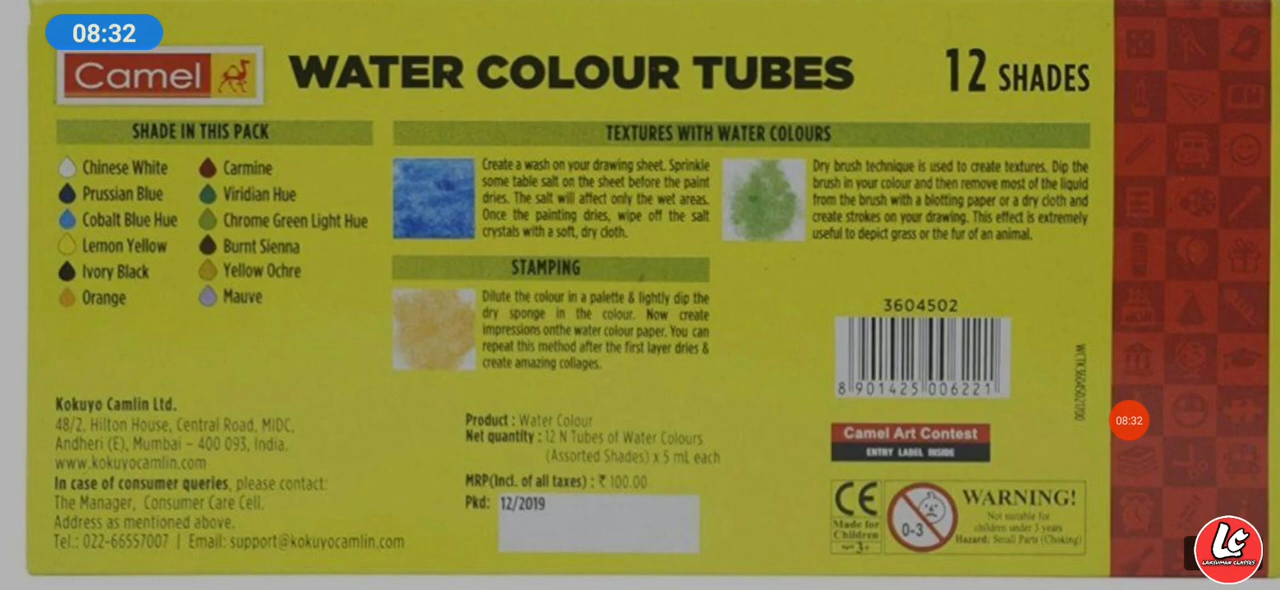 08:32
Camel
WATER COLOUR TUBES
12 SHADES
SHADE IN THIS PACK
Chinese White
Prussian Blue
Cobalt Blue Hue
Lemon Yellow
Ivory Black
Orange
Carmine
Viridian Hue
Chrome Green Light Hue
Burnt Sienna
Yellow Ochre
Mauve
TEXTURES WITH WATER COLOURS
Create a wash on your drawing sheet. Sprinkle
some table salt on the sheet before the paint
dries. The salt will affect only the wet areas.
Once the painting dries, wipe off the salt
crystals with a soft, dry cloth.
Dry brush technique is used to create textures. Dip the
brush in your colour and then remove most of the liquid
from the brush with a blotting paper or a dry cloth and
create strokes on your drawing. This effect is extremely
useful to depict grass or the fur of an animal.
STAMPING
Dilute the colour in a palette & lightly dip the
dry sponge in the colour. Now create
impressions onthe water colour paper. You can
repeat this method after the first layer dries &
create amazing collages.
Kokuyo Camlin Ltd.
48/2, Hilton House, Central Road, MIDC,
Andheri (E), Mumbai – 400 093, India.
www.kokuyocamlin.com
In case of consumer queries, please contact:
The Manager, Consumer Care Cell.
Address as mentioned above.
Tel.: 022-66557007 | Email: support@kokuyocamlin.com
Product : Water Colour
Net quantity : 12 N Tubes of Water Colours
(Assorted Shades) x 5 mL each
MRP(Incl. of all taxes) : ₹ 100.00
Pkd: 12/2019
3604502
8 901425 006221
Camel Art Contest
ENTRY LABEL INSIDE
CE
Made for
Children
Ages 3+
0-3
WARNING!
Not suitable for
children under 3 years
Hazard: Small Parts (Choking)
08:32
LC
LAKSHMAN CLASSES